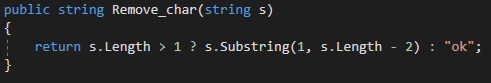 public string Remove_char(string s)
{
return s.Length > 1 ? s.Substring(1, s.Length - 2) : "ok";
}